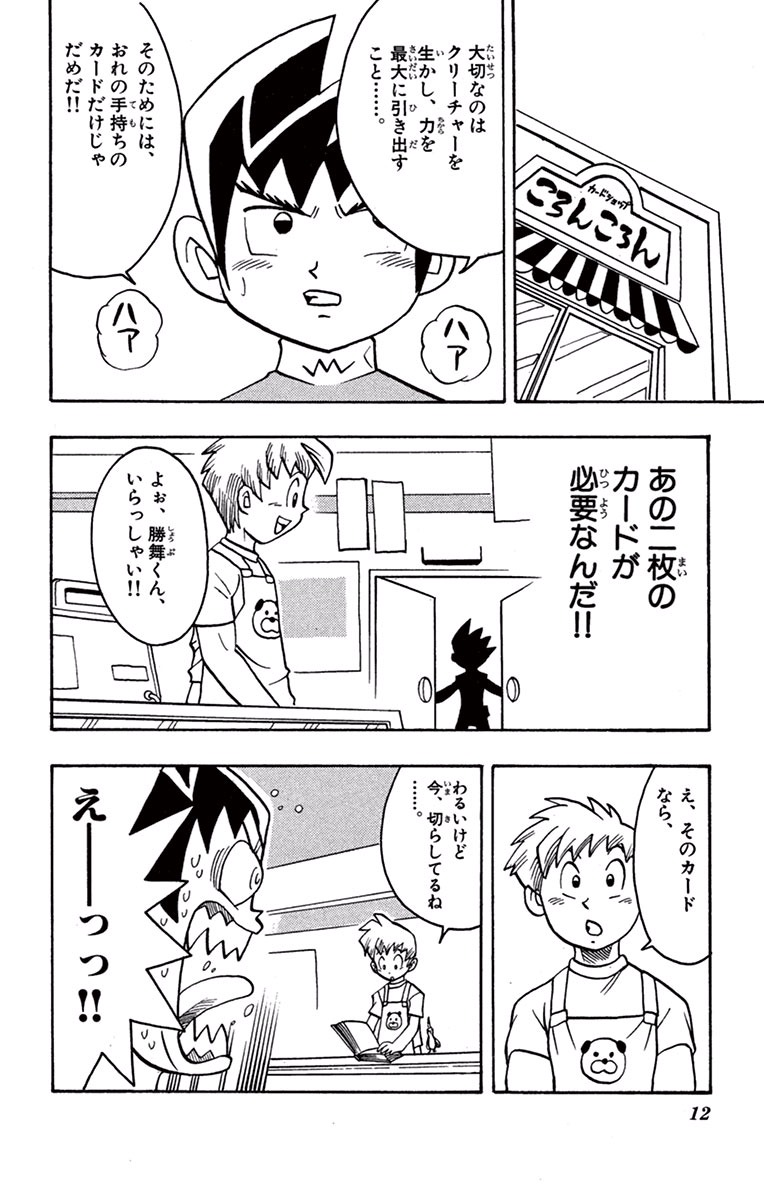 カードショップ
ころんころん
大切なのは
クリーチャーを
生かし、力を
最大に引き出す
こと……。
そのためには、
おれの手持ちの
カードだけじゃ
だめだ!!
ハァ
ハァ
あの二枚の
カードが
必要なんだ!!
よぉ、勝舞くん、
いらっしゃい!!
え、そのカード
なら、
わるいけど
今、切らしてるね
……。
えーーっっ!!
12